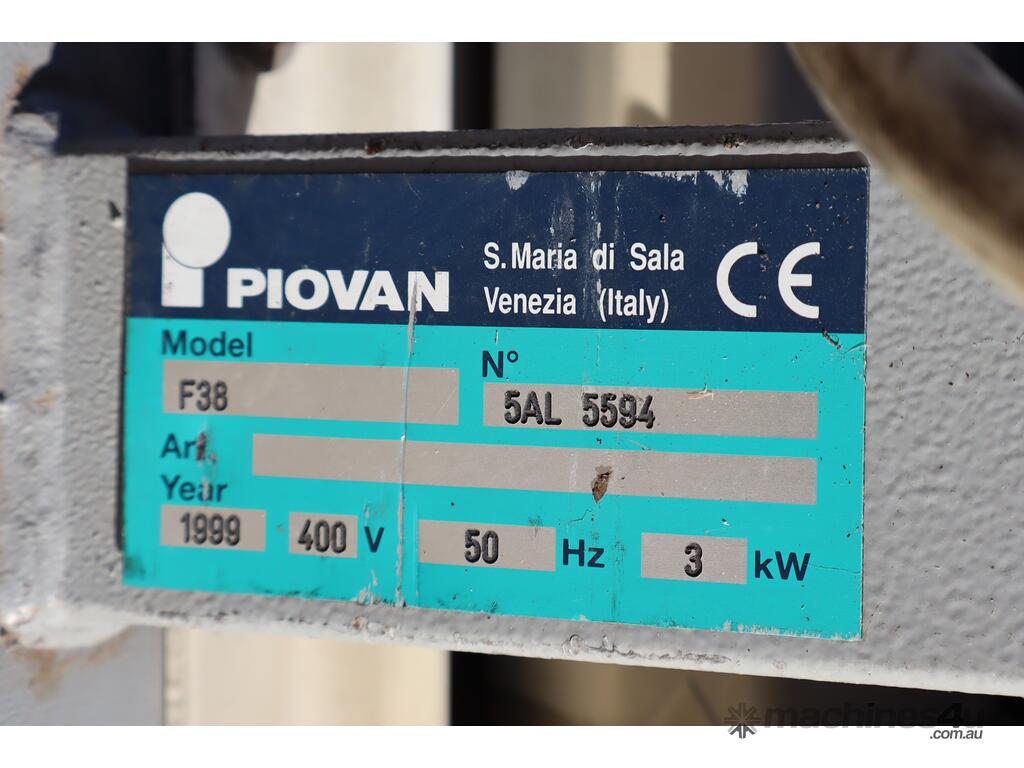 PIOVAN
S. Maria di Sala
Venezia (Italy)
CE
Model
F38
N°
5AL 5594
Art.
Year
1999
400 V
50 Hz
3 kW
machines4u
.com.au